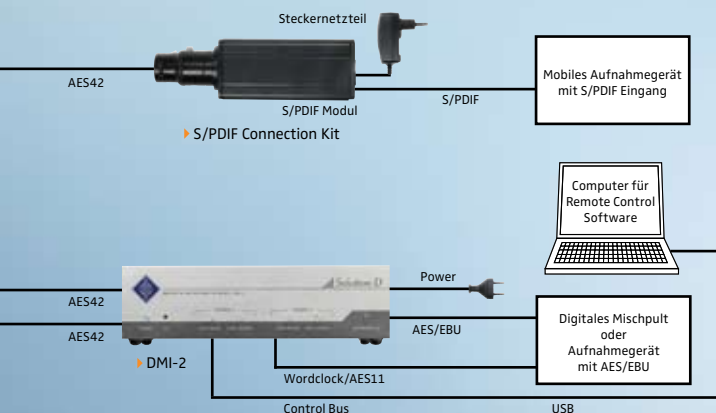 Steckernetzteil
AES42
S/PDIF Modul
S/PDIF
Mobiles Aufnahmegerät
mit S/PDIF Eingang
S/PDIF Connection Kit
Computer für
Remote Control
Software
Solution-D
Power
AES42
AES42
AES/EBU
Digitales Mischpult
oder
Aufnahmegerät
mit AES/EBU
DMI-2
Wordclock/AES11
Control Bus
USB